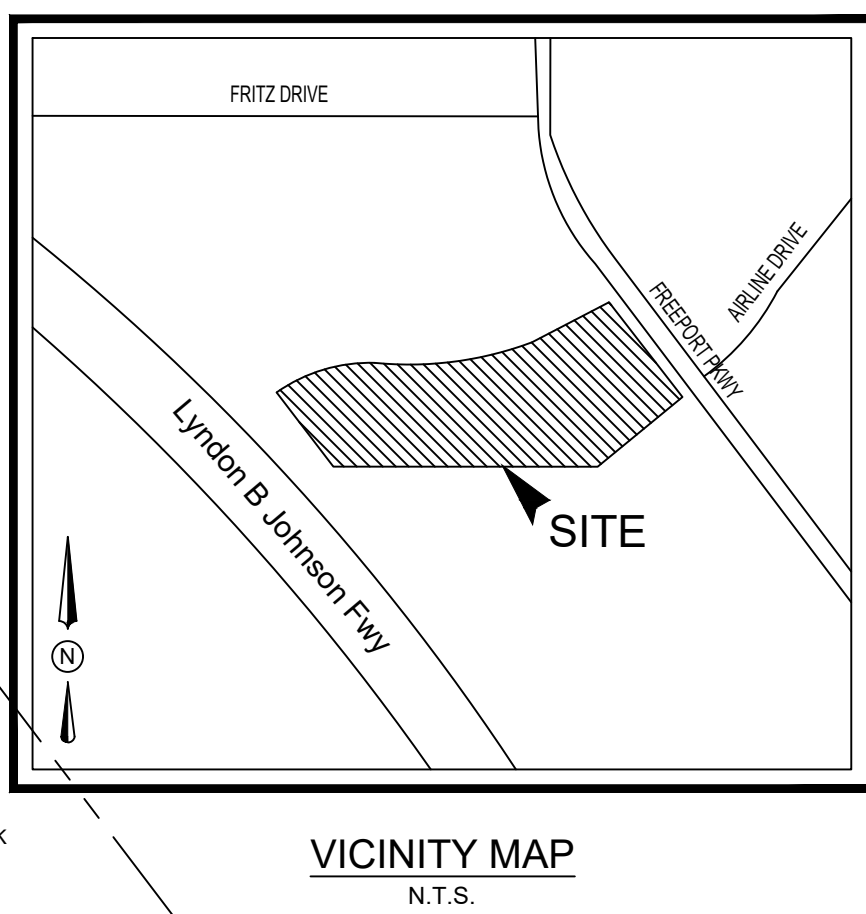 FRITZ DRIVE
AIRLINE DRIVE
FREEPORT PKWY
Lyndon B Johnson Fwy
SITE
N
K
VICINITY MAP
N.T.S.